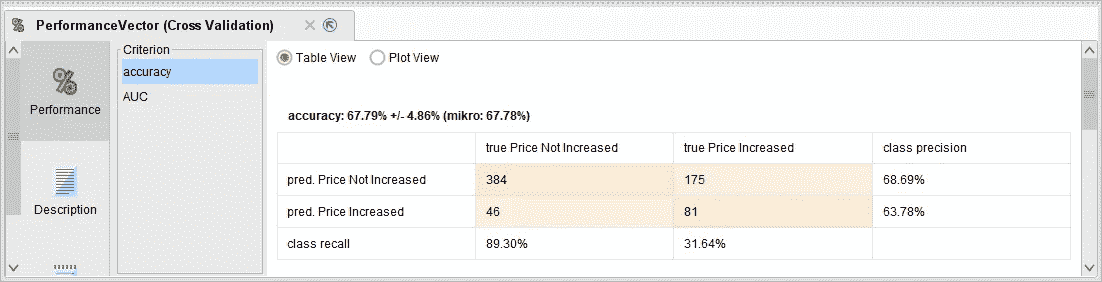 PerformanceVector (Cross Validation)
Performance
Description
Criterion
accuracy
AUC
Table View Plot View
accuracy: 67.79% +/- 4.86% (mikro: 67.78%)
true Price Not Increased true Price Increased class precision
pred. Price Not Increased 384 175 68.69%
pred. Price Increased 46 81 63.78%
class recall 89.30% 31.64%